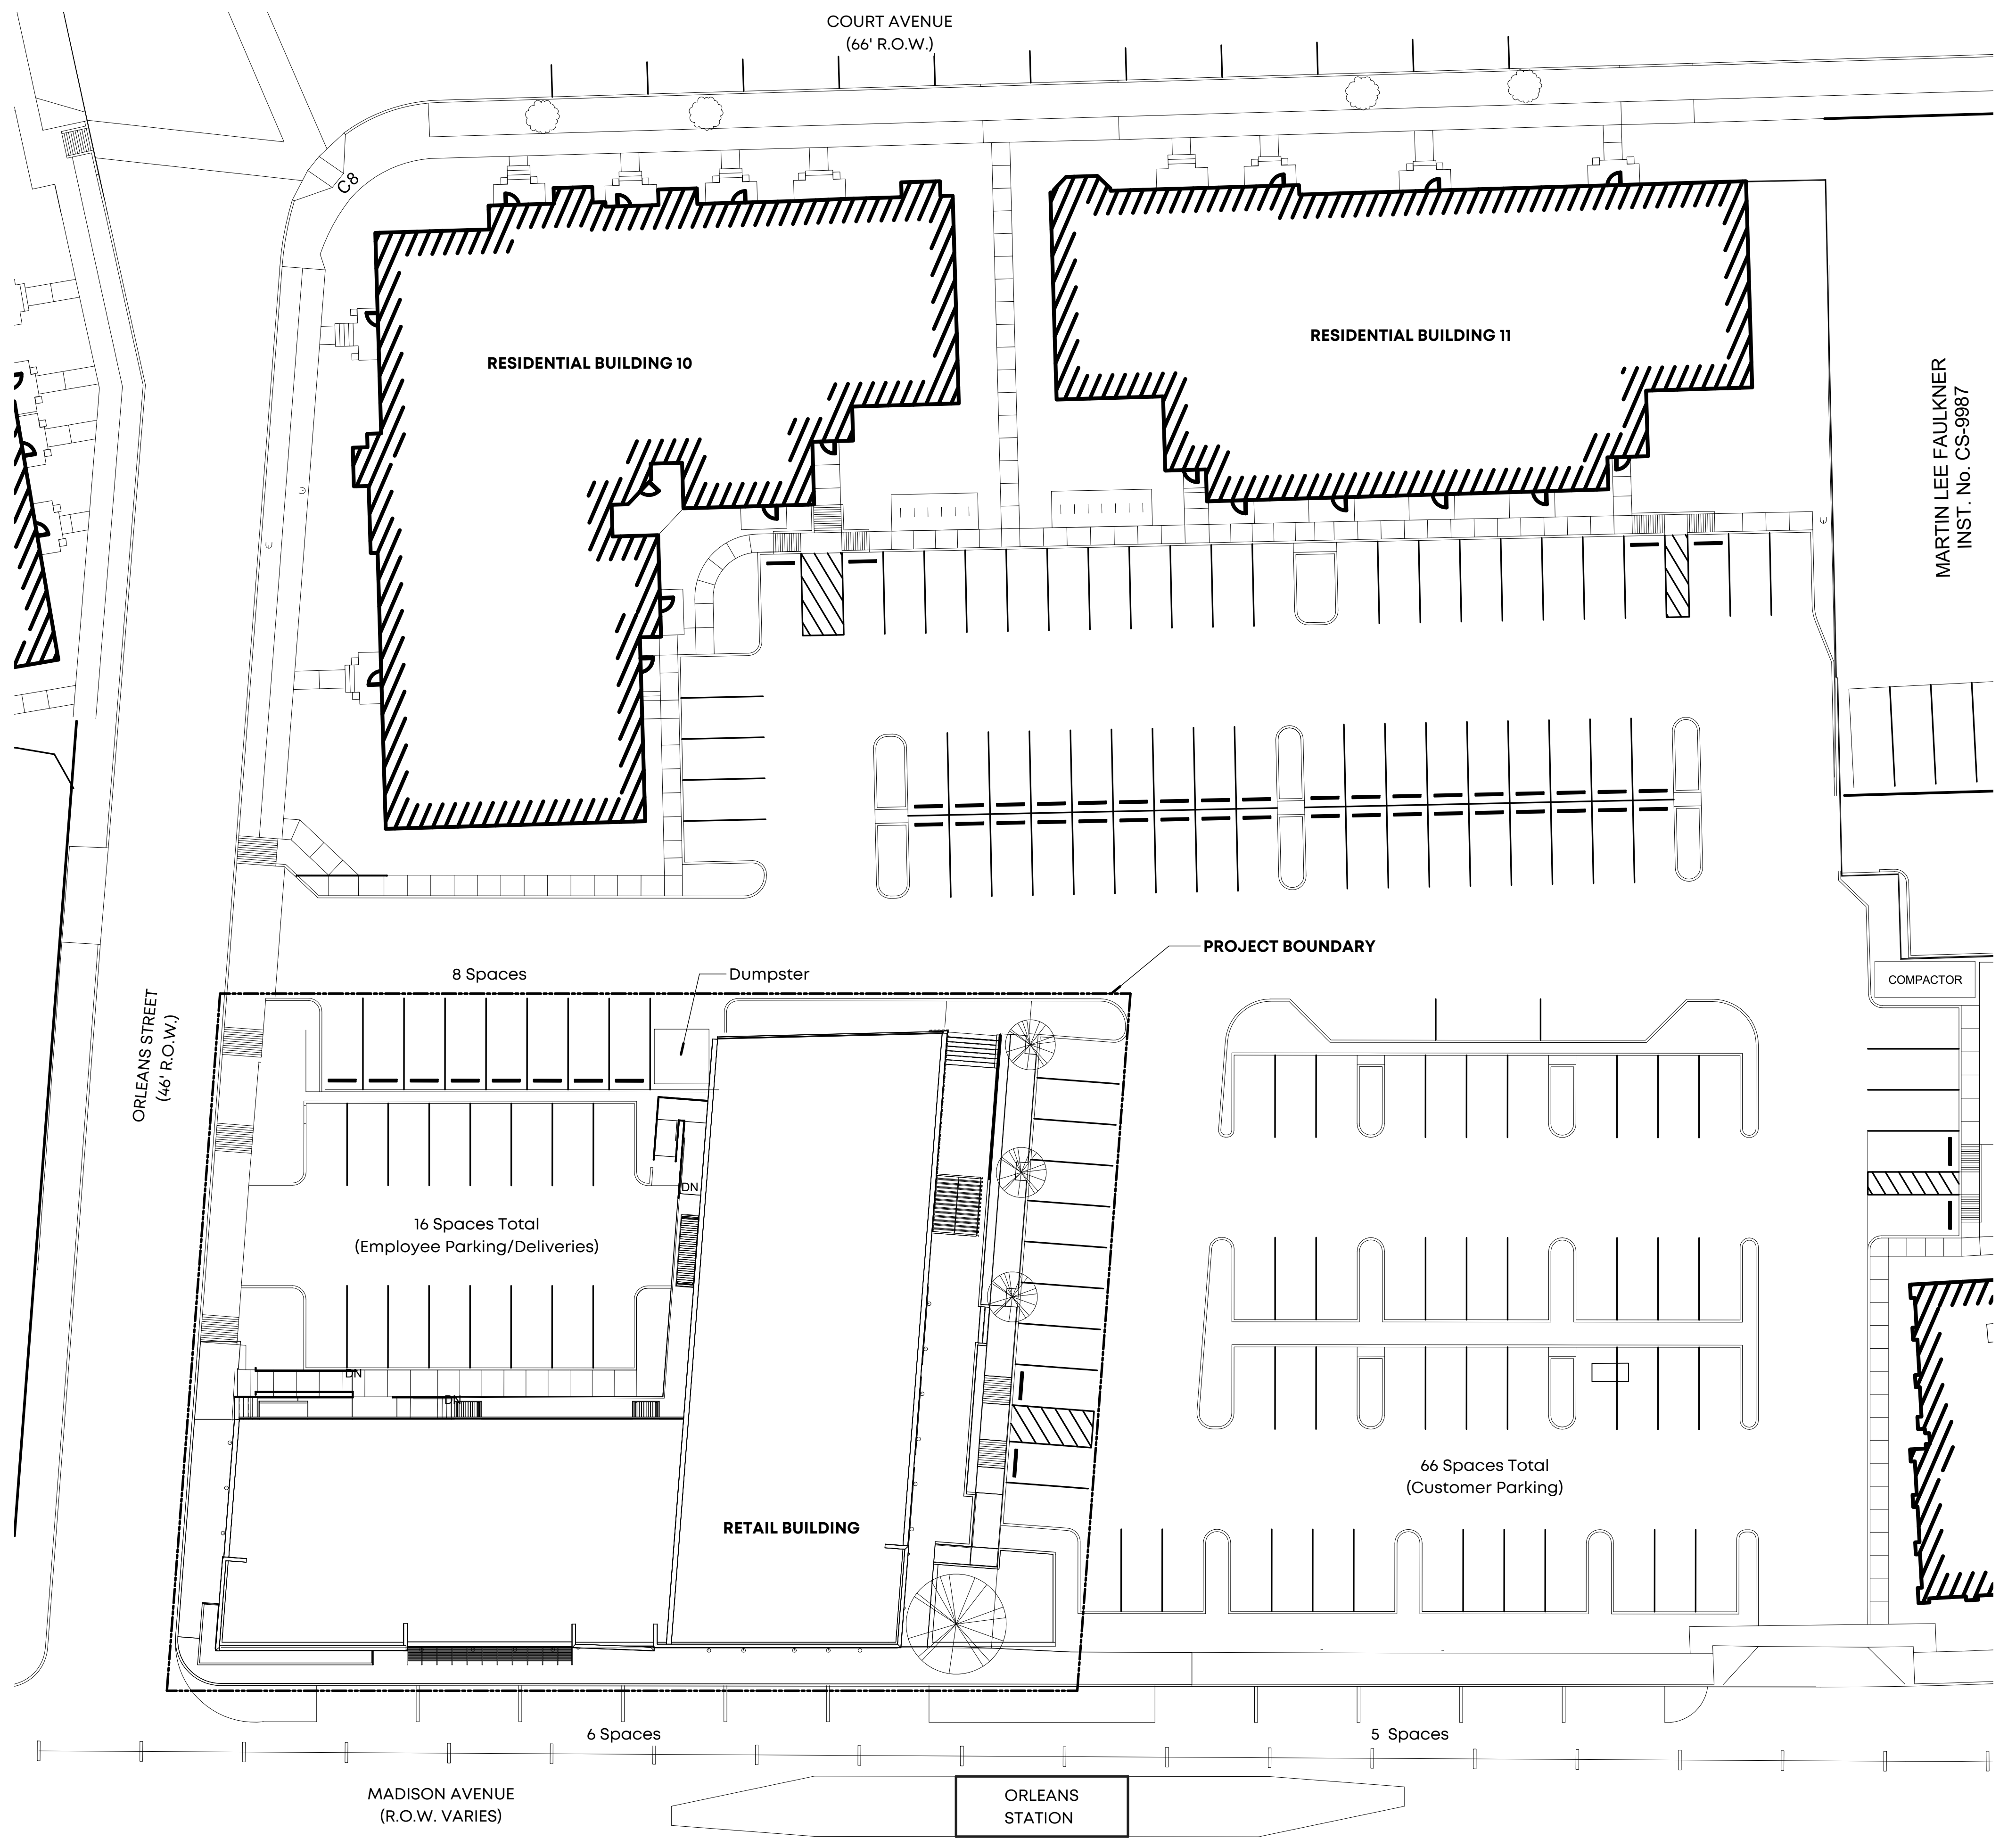 COURT AVENUE
(66' R.O.W.)
C8
RESIDENTIAL BUILDING 10
RESIDENTIAL BUILDING 11
MARTIN LEE FAULKNER
INST. No. CS-9987
PROJECT BOUNDARY
8 Spaces
Dumpster
COMPACTOR
ORLEANS STREET
(46' R.O.W.)
DN
16 Spaces Total
(Employee Parking/Deliveries)
DN
DN
66 Spaces Total
(Customer Parking)
RETAIL BUILDING
6 Spaces
5 Spaces
MADISON AVENUE
(R.O.W. VARIES)
ORLEANS
STATION